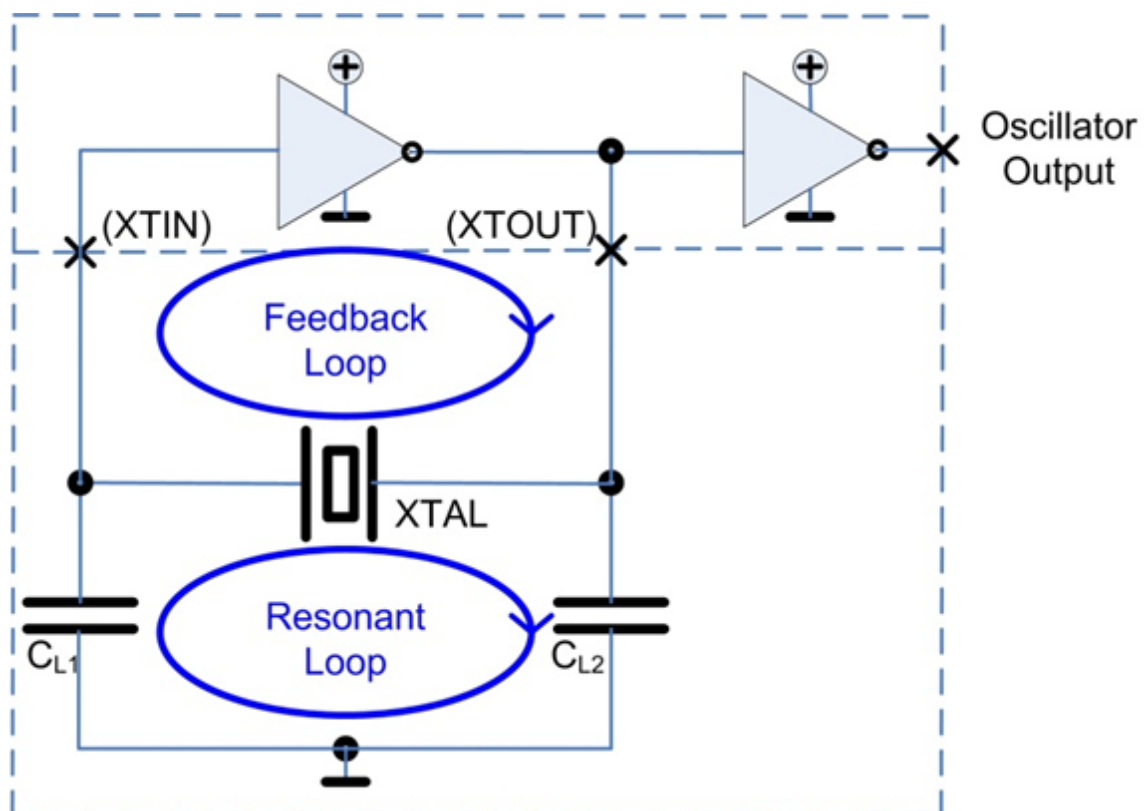 Oscillator
Output
(XTIN)
(XTOUT)
Feedback
Loop
XTAL
Resonant
Loop
CL1
CL2